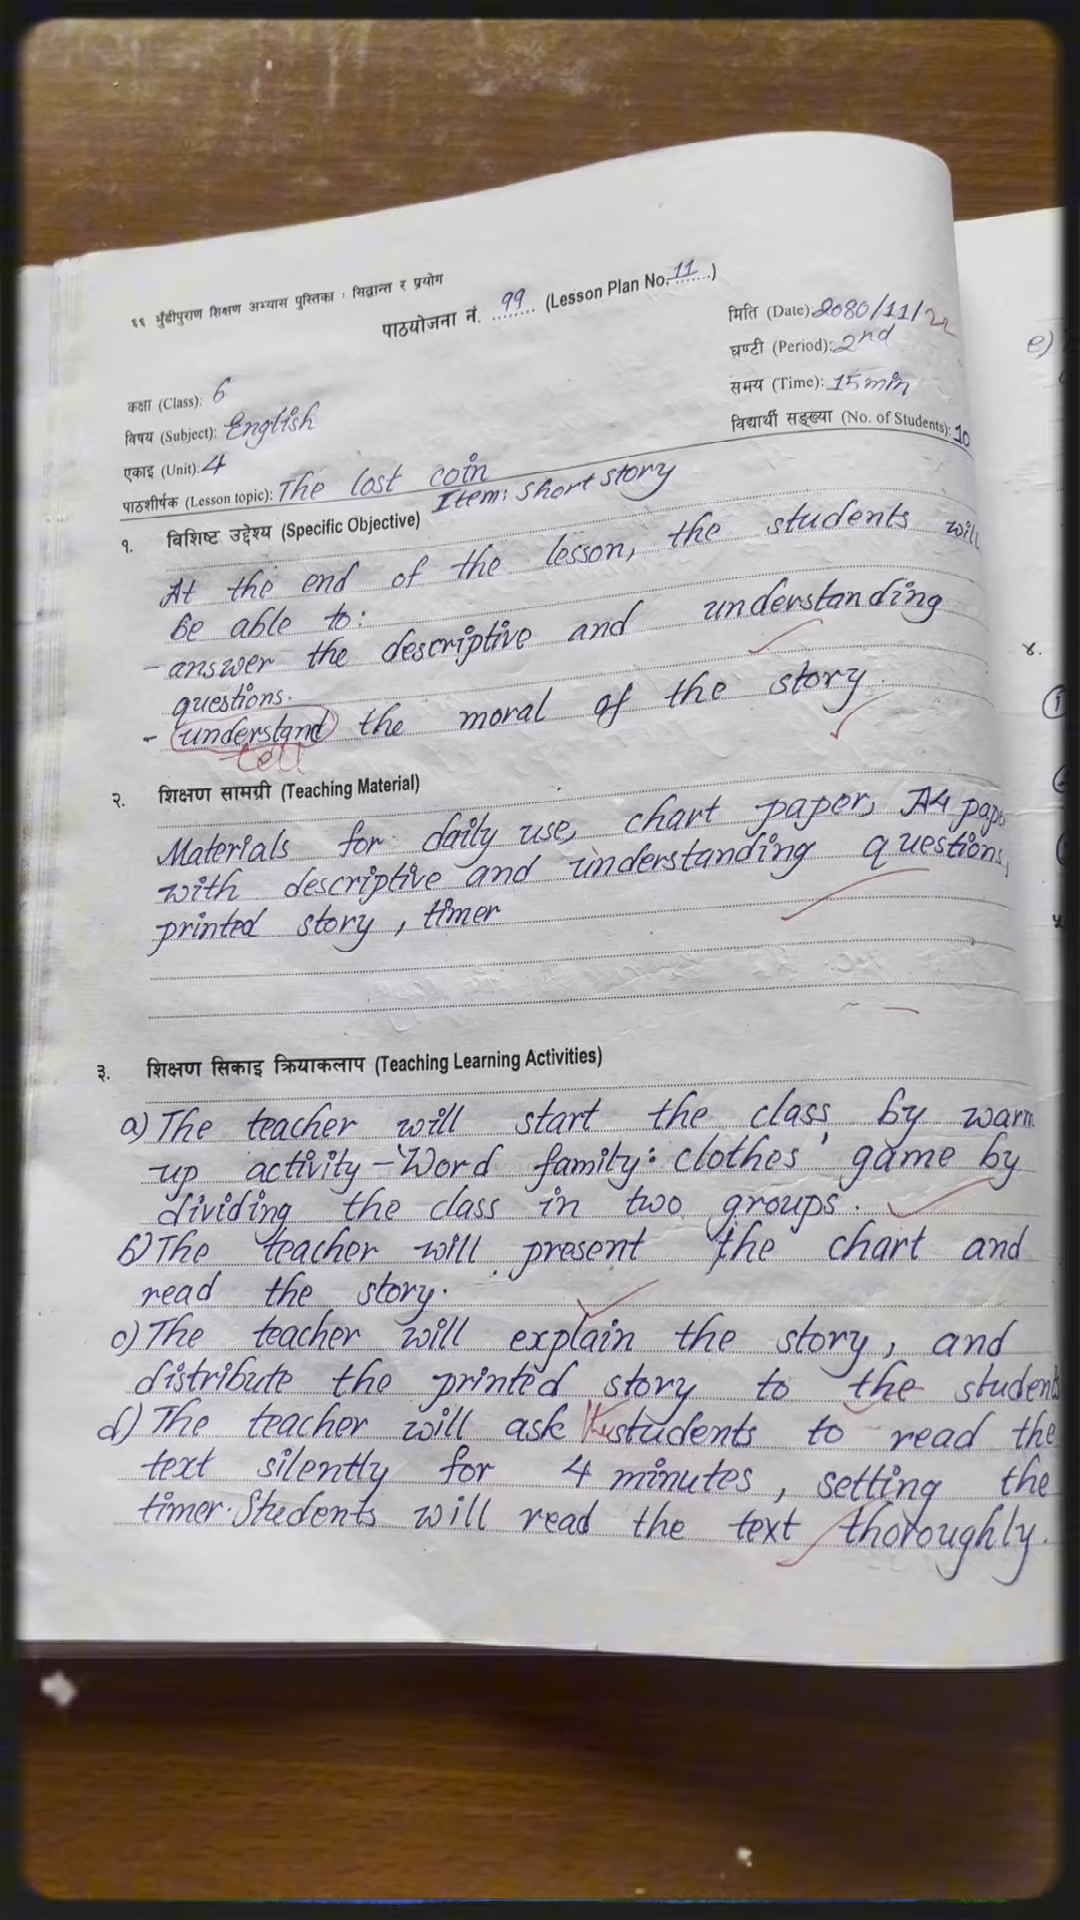 ६६ भुँडीपुराण शिक्षण अभ्यास पुस्तिका : सिद्धान्त र प्रयोग
पाठयोजना नं. ११ (Lesson Plan No. 11)
मिति (Date) 2080/11/22
घण्टी (Period): 2nd
समय (Time): 15 min
विद्यार्थी सङ्ख्या (No. of Students): 10
कक्षा (Class): 6
विषय (Subject): English
एकाइ (Unit): 4
पाठशीर्षक (Lesson topic): The lost coin
Item: short story
१. विशिष्ट उद्देश्य (Specific Objective)
At the end of the lesson, the students will
be able to:
- answer the descriptive and understanding
questions.
- understand the moral of the story
tell
२. शिक्षण सामग्री (Teaching Material)
Materials for daily use, chart paper, A4 pape
with descriptive and understanding questions,
printed story, timer
३. शिक्षण सिकाइ क्रियाकलाप (Teaching Learning Activities)
a) The teacher will start the class by warm
up activity - 'Word family: clothes' game by
dividing the class in two groups.
b) The teacher will present the chart and
read the story.
c) The teacher will explain the story, and
distribute the printed story to the student
d) The teacher will ask the students to read the
text silently for 4 minutes, setting the
timer. Students will read the text thoroughly.
e)
४.